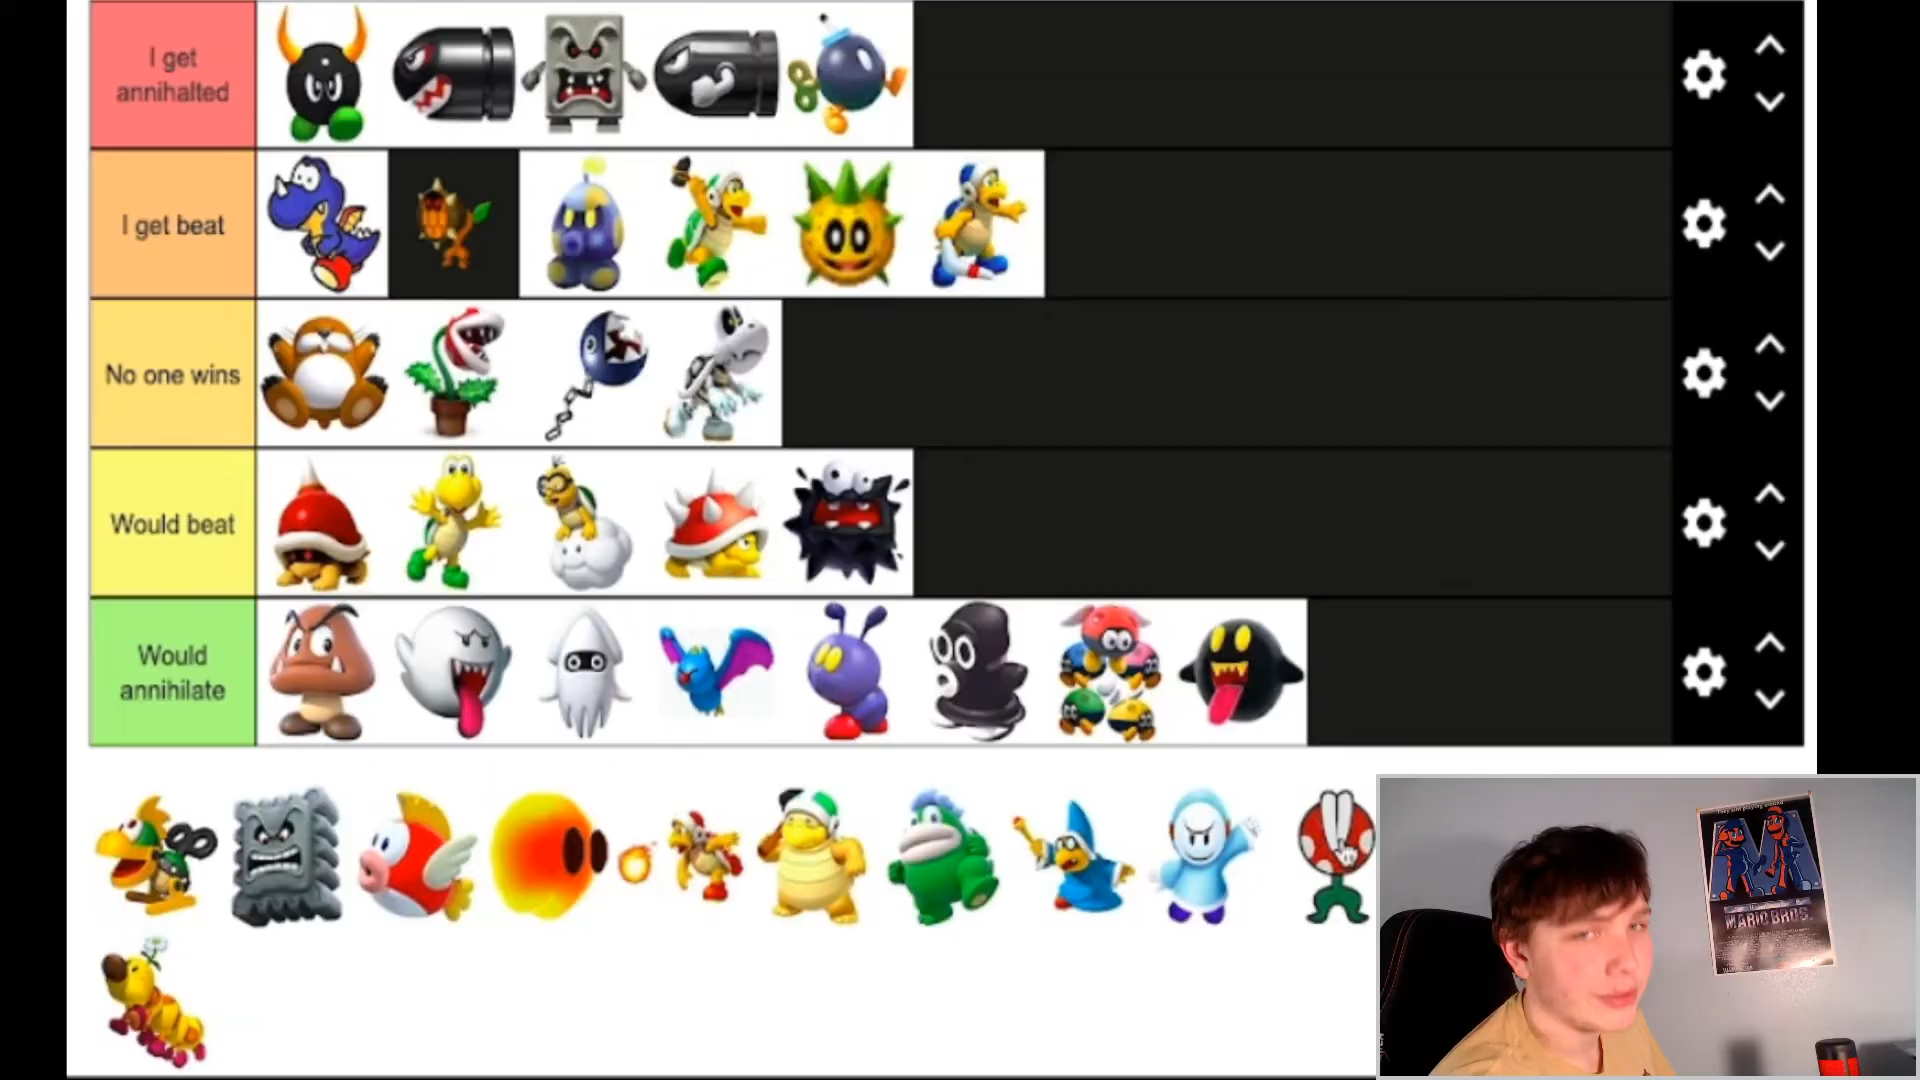 I get
annihalted
I get beat
No one wins
Would beat
Would
annihilate
MARIO BROS.